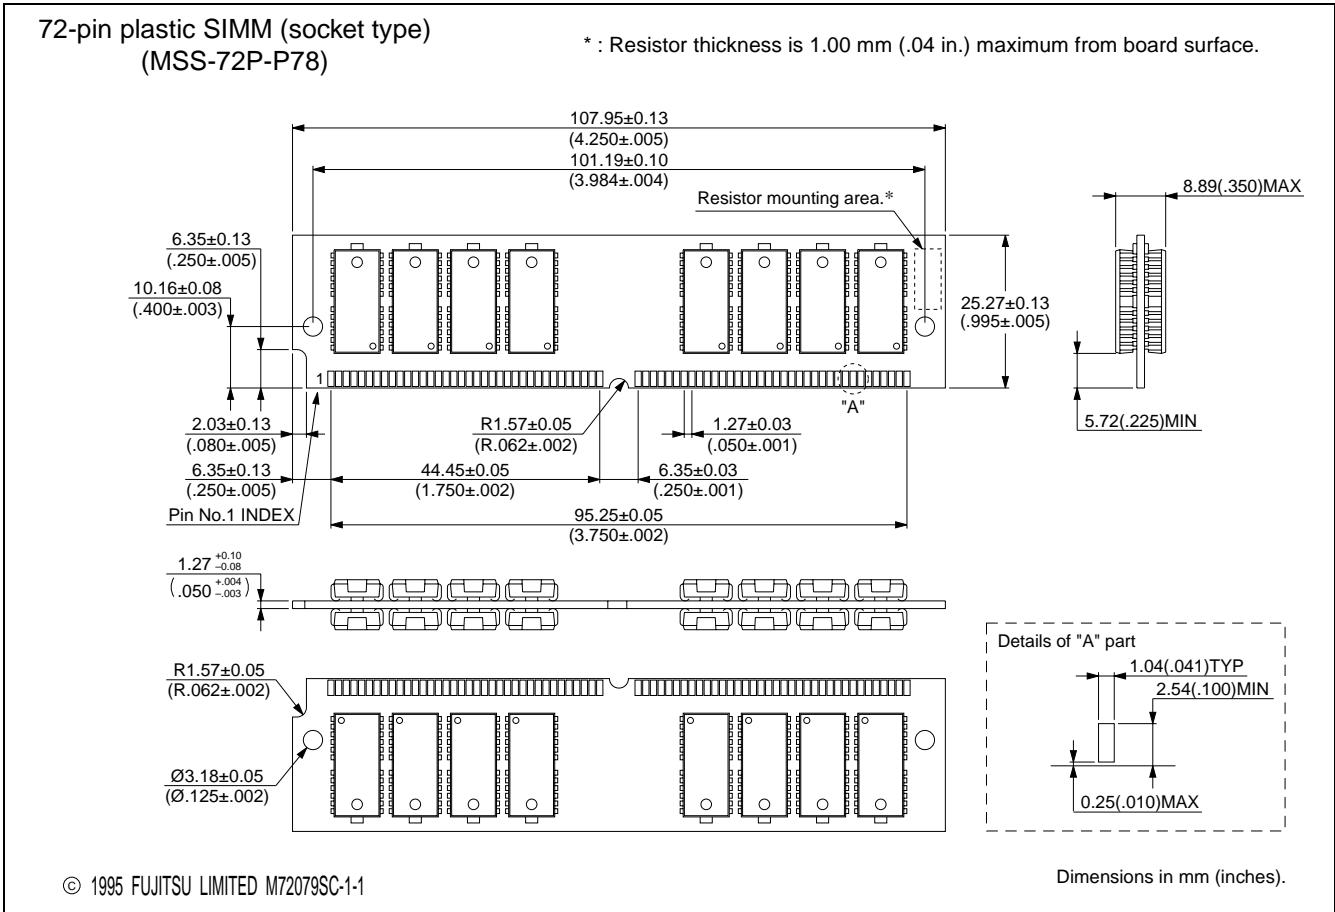 72-pin plastic SIMM (socket type)
(MSS-72P-P78)
* : Resistor thickness is 1.00 mm (.04 in.) maximum from board surface.
107.95±0.13
(4.250±.005)
101.19±0.10
(3.984±.004)
Resistor mounting area.*
8.89(.350)MAX
6.35±0.13
(.250±.005)
10.16±0.08
(.400±.003)
25.27±0.13
(.995±.005)
1
"A"
5.72(.225)MIN
2.03±0.13
(.080±.005)
R1.57±0.05
(R.062±.002)
1.27±0.03
(.050±.001)
6.35±0.13
(.250±.005)
44.45±0.05
(1.750±.002)
6.35±0.03
(.250±.001)
Pin No.1 INDEX
95.25±0.05
(3.750±.002)
1.27 +0.10 −0.08
(.050 +.004 −.003)
R1.57±0.05
(R.062±.002)
Ø3.18±0.05
(Ø.125±.002)
Details of "A" part
1.04(.041)TYP
2.54(.100)MIN
0.25(.010)MAX
© 1995 FUJITSU LIMITED M72079SC-1-1
Dimensions in mm (inches).